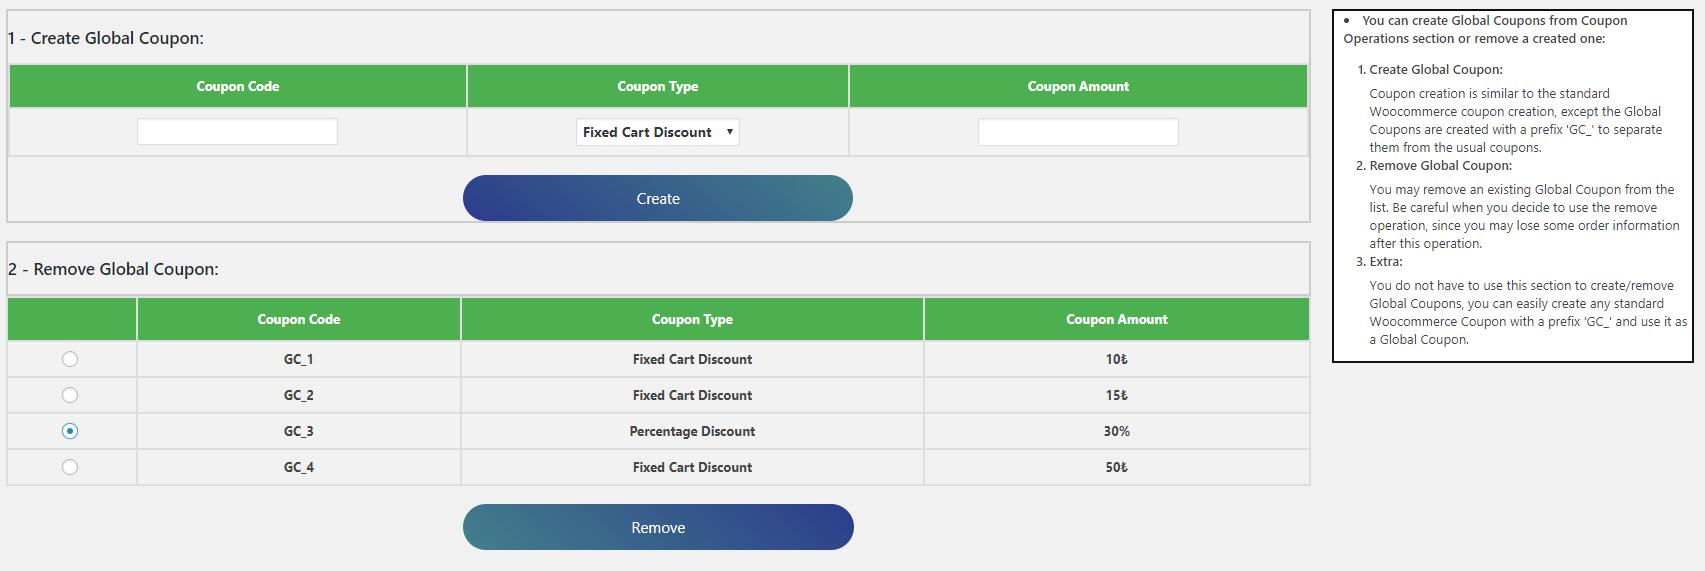 1 - Create Global Coupon:
Coupon Code Coupon Type Coupon Amount
Fixed Cart Discount
Create
2 - Remove Global Coupon:
Coupon Code Coupon Type Coupon Amount
GC_1 Fixed Cart Discount 10₺
GC_2 Fixed Cart Discount 15₺
GC_3 Percentage Discount 30%
GC_4 Fixed Cart Discount 50₺
Remove
• You can create Global Coupons from Coupon
Operations section or remove a created one:
1. Create Global Coupon:
Coupon creation is similar to the standard
Woocommerce coupon creation, except the Global
Coupons are created with a prefix 'GC_' to separate
them from the usual coupons.
2. Remove Global Coupon:
You may remove an existing Global Coupon from the
list. Be careful when you decide to use the remove
operation, since you may lose some order information
after this operation.
3. Extra:
You do not have to use this section to create/remove
Global Coupons, you can easily create any standard
Woocommerce Coupon with a prefix 'GC_' and use it as
a Global Coupon.